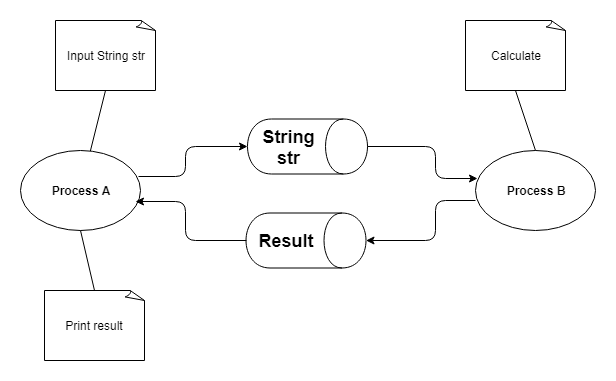 Input String str
Calculate
String
str
Process A
Process B
Result
Print result